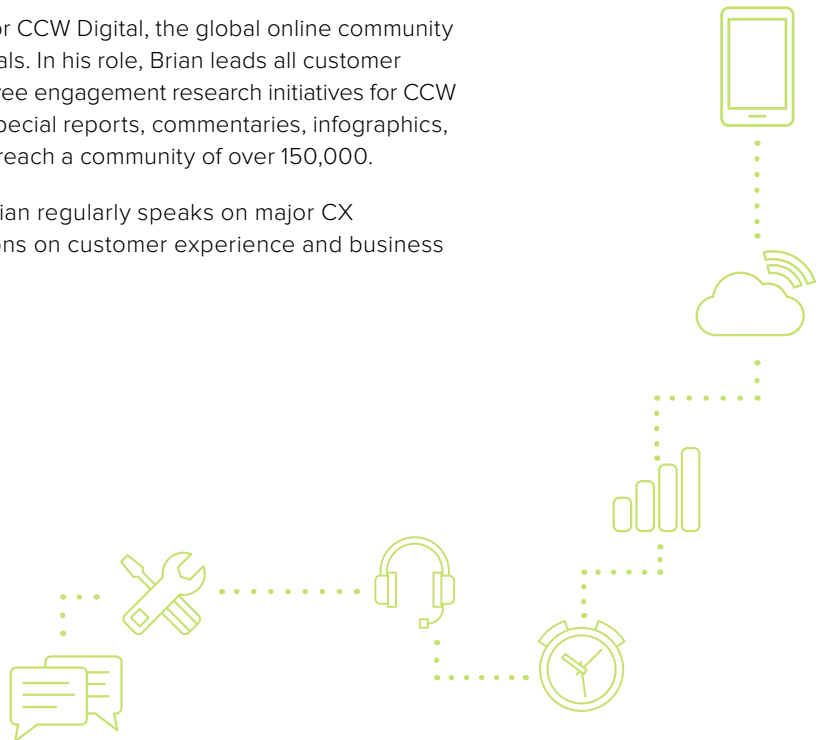 or CCW Digital, the global online community
als. In his role, Brian leads all customer
ee engagement research initiatives for CCW
pecial reports, commentaries, infographics,
reach a community of over 150,000.
ian regularly speaks on major CX
ons on customer experience and business